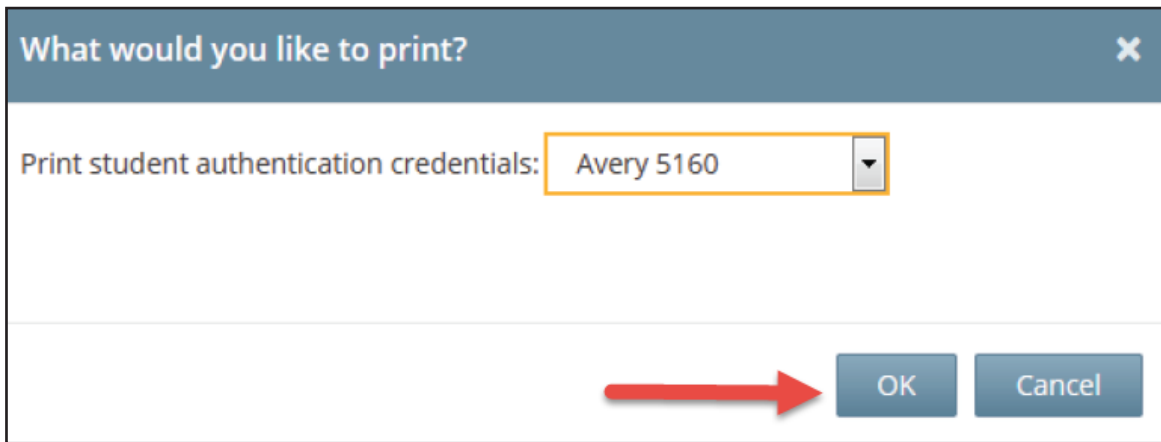 What would you like to print?
Print student authentication credentials: Avery 5160
OK Cancel